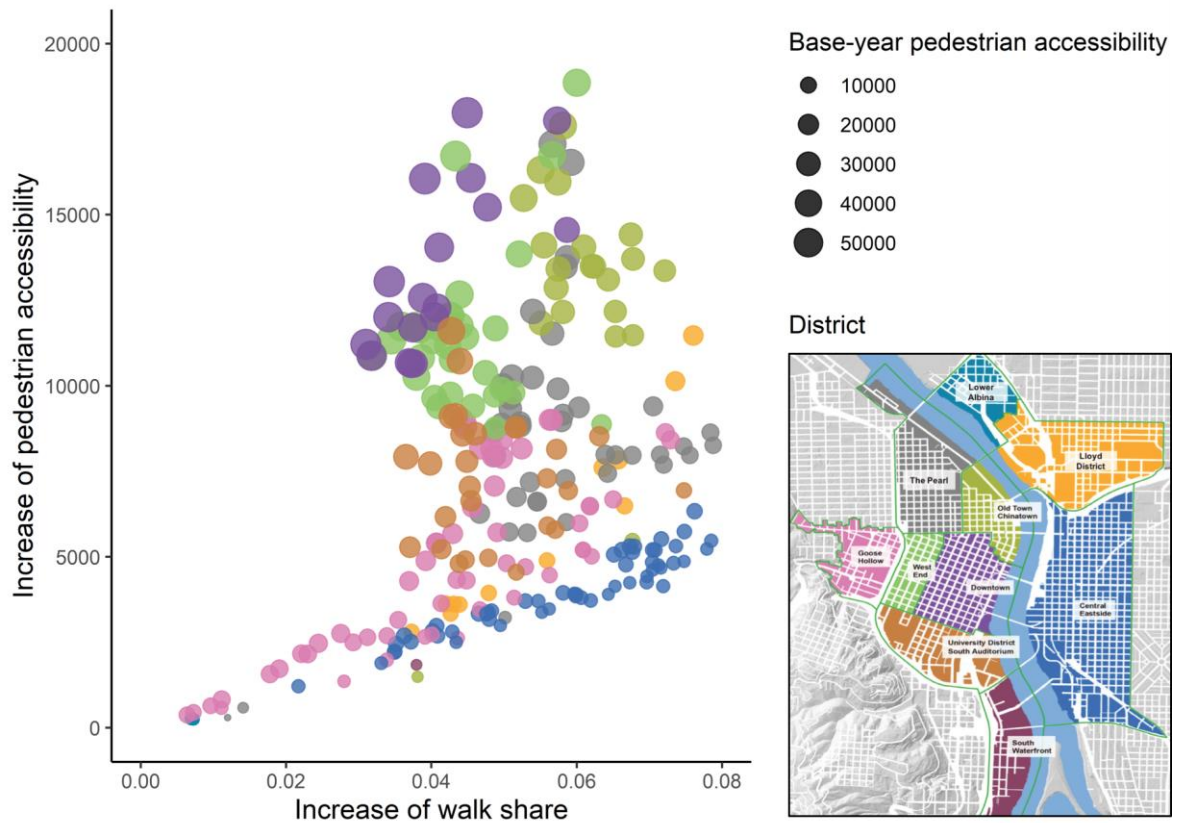 20000
15000
10000
5000
0
Increase of pedestrian accessibility
0.00
0.02
0.04
0.06
0.08
Increase of walk share
Base-year pedestrian accessibility
10000
20000
30000
40000
50000
District
Lower
Albina
Lloyd
District
The Pearl
Old Town
Chinatown
Goose
Hollow
West
End
Downtown
Central
Eastside
University District
South Auditorium
South
Waterfront